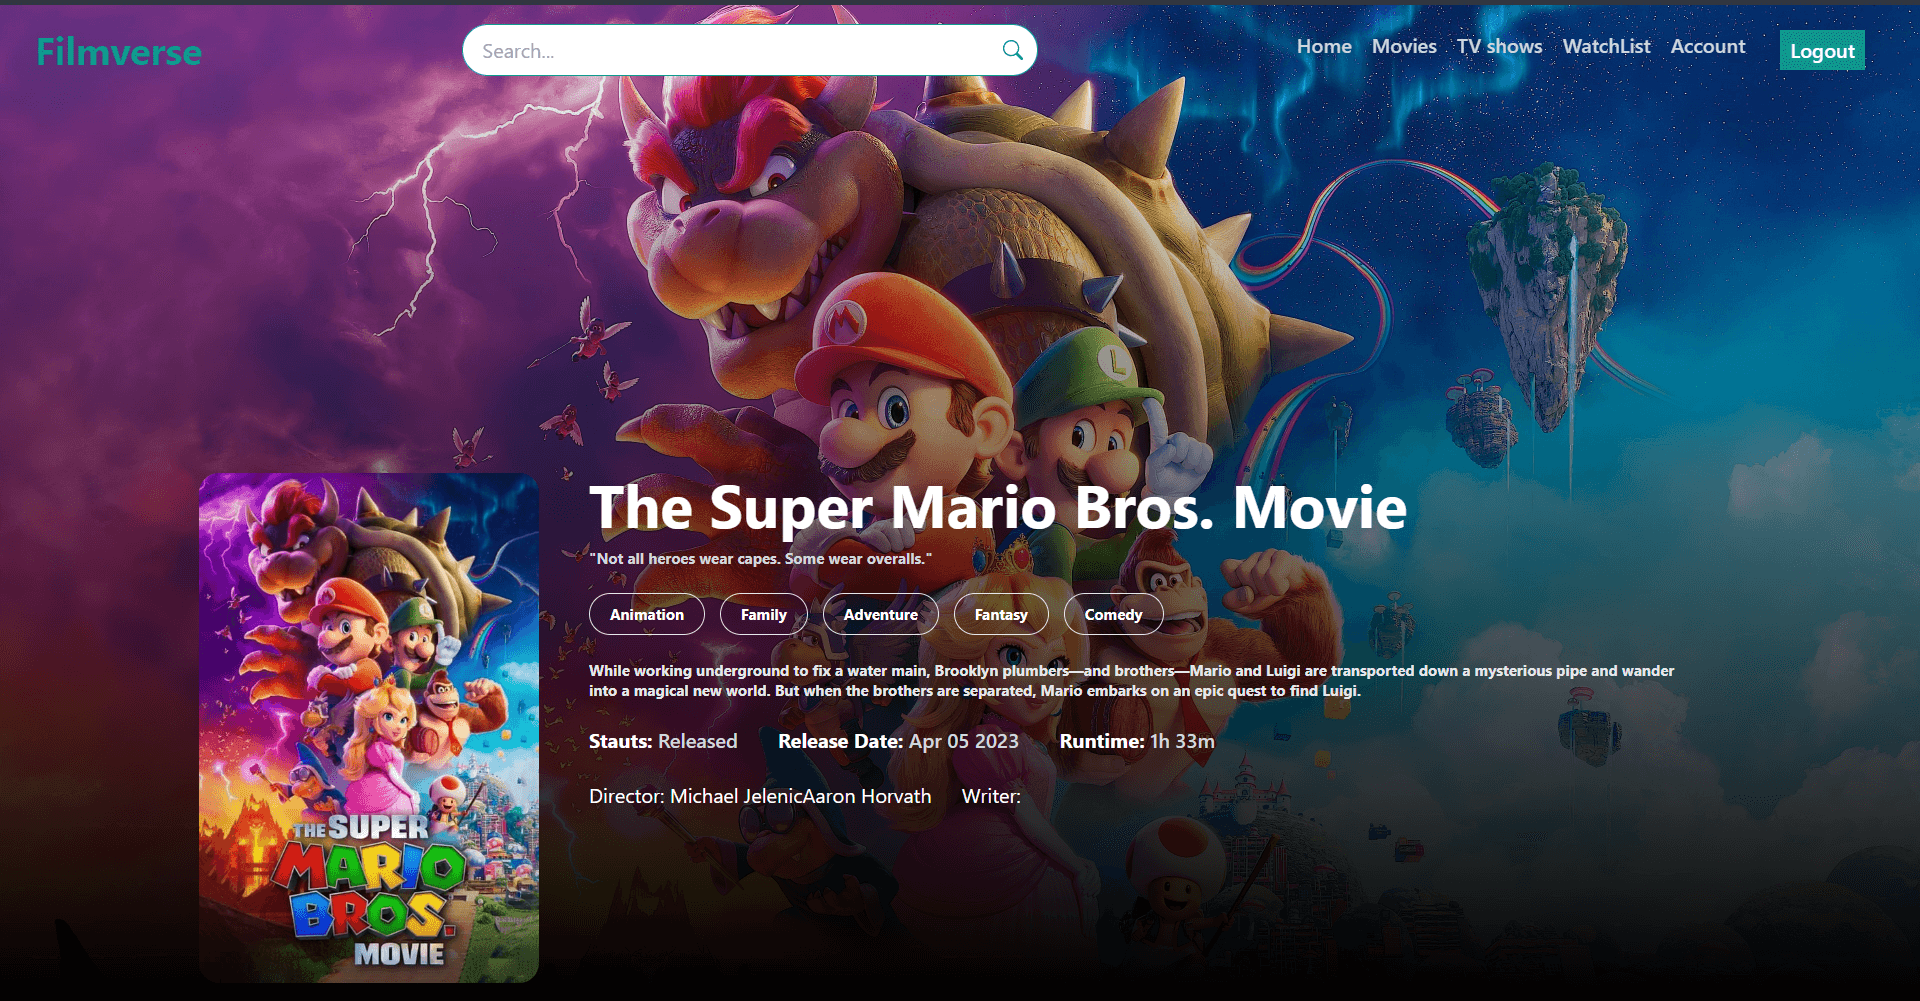 Filmverse
Search...
Home Movies TV shows WatchList Account Logout
M
L
The Super Mario Bros. Movie
"Not all heroes wear capes. Some wear overalls."
Animation Family Adventure Fantasy Comedy
While working underground to fix a water main, Brooklyn plumbers—and brothers—Mario and Luigi are transported down a mysterious pipe and wander
into a magical new world. But when the brothers are separated, Mario embarks on an epic quest to find Luigi.
Stauts: Released Release Date: Apr 05 2023 Runtime: 1h 33m
Director: Michael JelenicAaron Horvath Writer:
THE SUPER
MARIO
BROS.
MOVIE